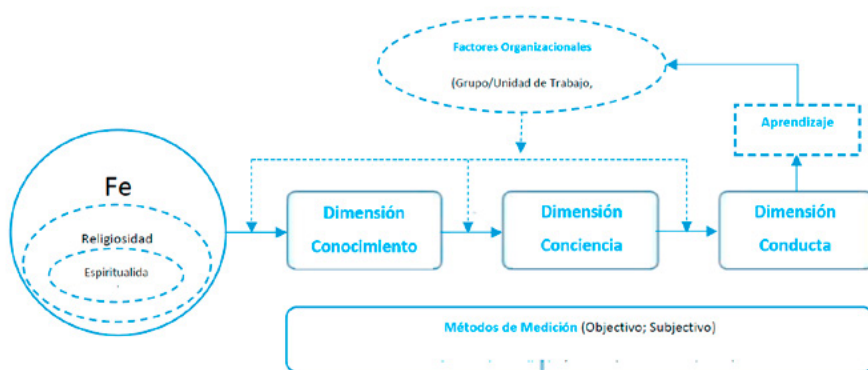 Factores Organizacionales
(Grupo/Unidad de Trabajo,
Aprendizaje
Fe
Religiosidad
Espiritualida
Dimensión
Conocimiento
Dimensión
Conciencia
Dimensión
Conducta
Métodos de Medición (Objectivo; Subjectivo)